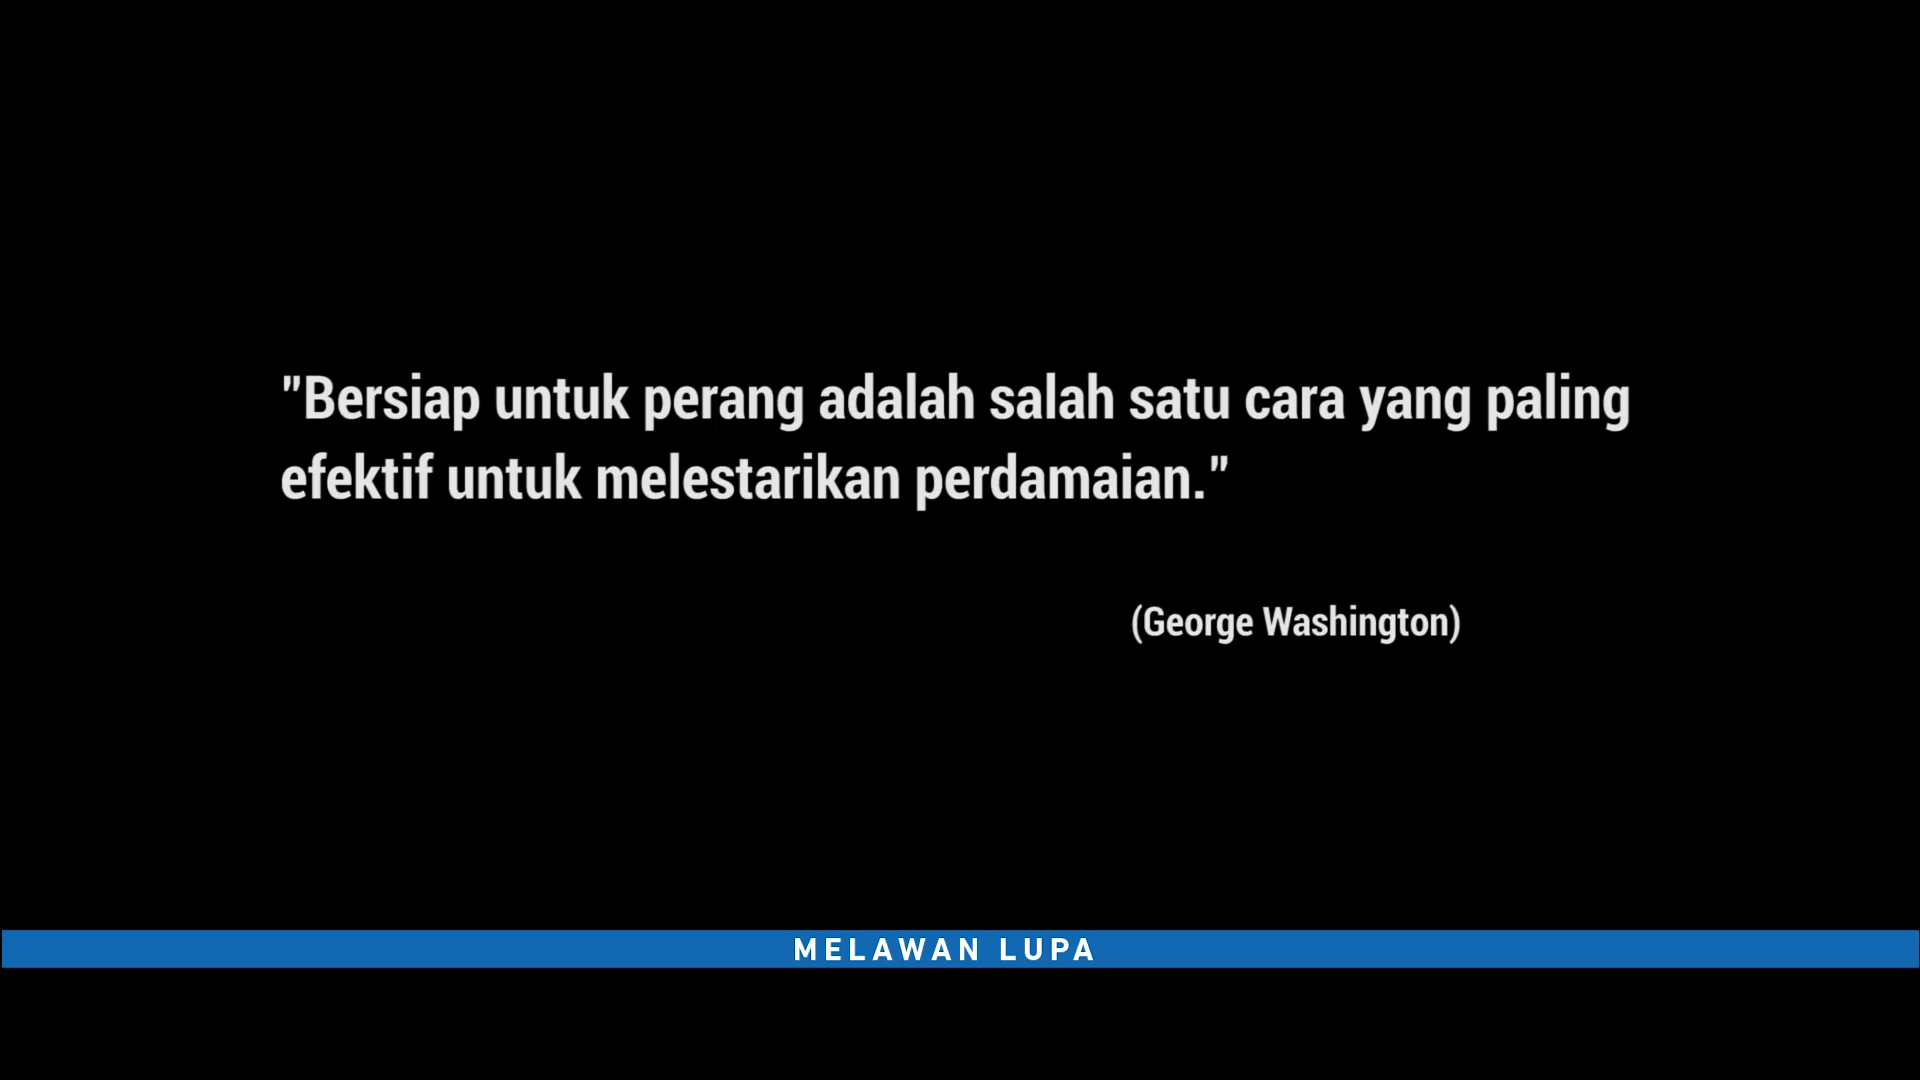 "Bersiap untuk perang adalah salah satu cara yang paling
efektif untuk melestarikan perdamaian."
(George Washington)
MELAWAN LUPA